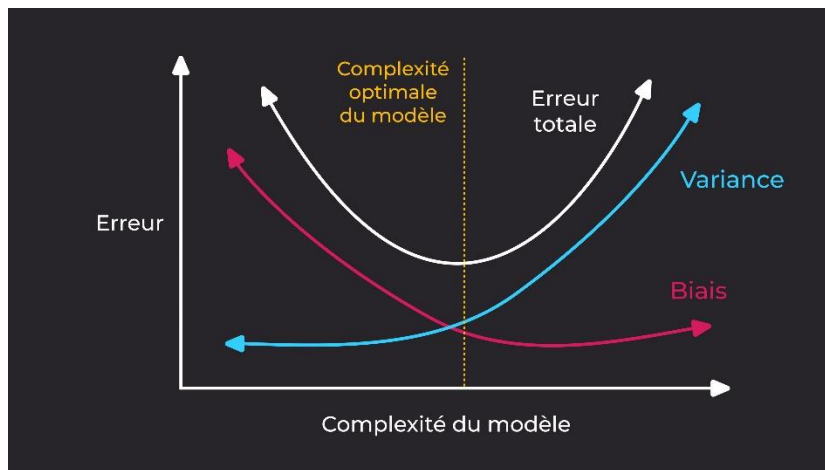 Complexité
optimale
du modèle
Erreur
totale
Variance
Erreur
Biais
Complexité du modèle